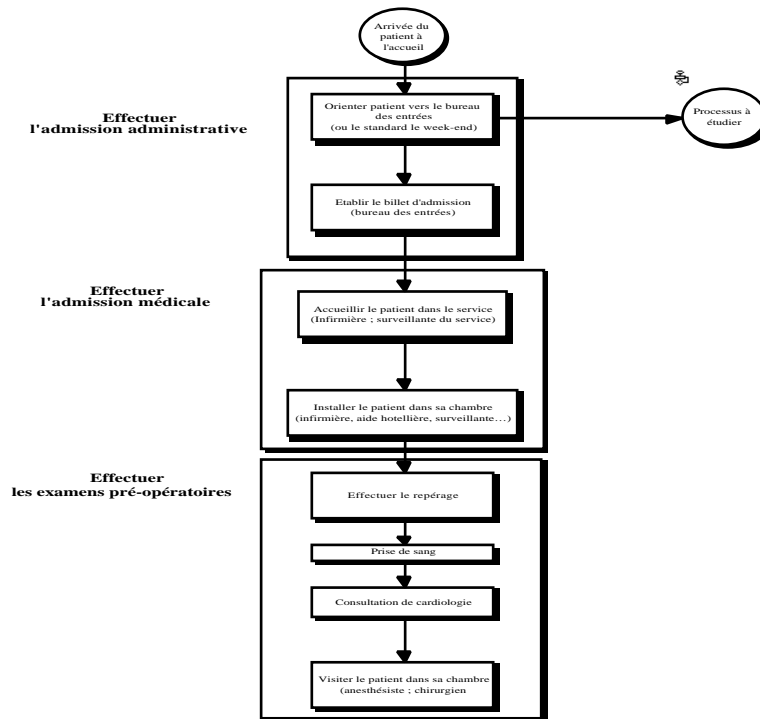 Arrivée du
patient à
l'accueil
Effectuer
l'admission administrative
Orienter patient vers le bureau
des entrées
(ou le standard le week-end)
Processus à
étudier
Etablir le billet d'admission
(bureau des entrées)
Effectuer
l'admission médicale
Accueillir le patient dans le service
(Infirmière ; surveillante du service)
Installer le patient dans sa chambre
(infirmière, aide hotellière, surveillante…)
Effectuer
les examens pré-opératoires
Effectuer le repérage
Prise de sang
Consultation de cardiologie
Visiter le patient dans sa chambre
(anesthésiste ; chirurgien